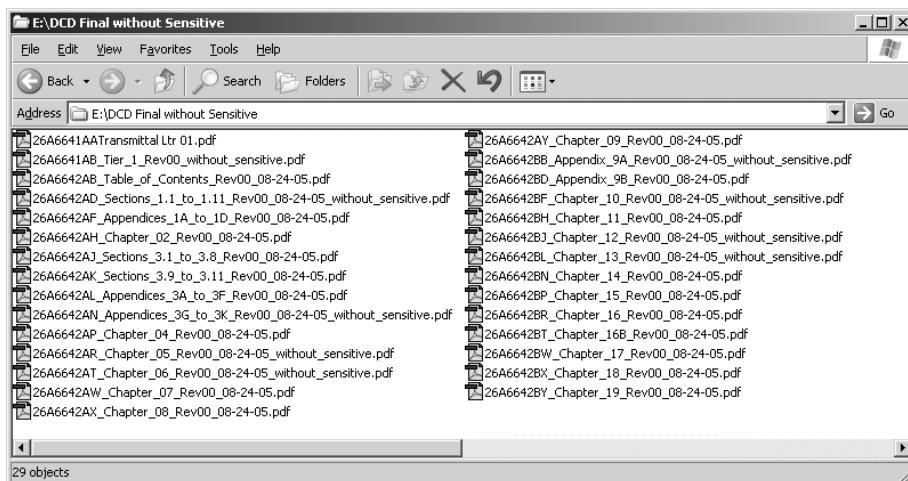 E:\DCD Final without Sensitive
File Edit View Favorites Tools Help
Back Search Folders
Address E:\DCD Final without Sensitive Go
26A6641AATransmittal Ltr 01.pdf
26A6641AB_Tier_1_Rev00_without_sensitive.pdf
26A6642AB_Table_of_Contents_Rev00_08-24-05.pdf
26A6642AD_Sections_1.1_to_1.11_Rev00_08-24-05_without_sensitive.pdf
26A6642AF_Appendices_1A_to_1D_Rev00_08-24-05.pdf
26A6642AH_Chapter_02_Rev00_08-24-05.pdf
26A6642AJ_Sections_3.1_to_3.8_Rev00_08-24-05.pdf
26A6642AK_Sections_3.9_to_3.11_Rev00_08-24-05.pdf
26A6642AL_Appendices_3A_to_3F_Rev00_08-24-05.pdf
26A6642AN_Appendices_3G_to_3K_Rev00_08-24-05_without_sensitive.pdf
26A6642AP_Chapter_04_Rev00_08-24-05.pdf
26A6642AR_Chapter_05_Rev00_08-24-05_without_sensitive.pdf
26A6642AT_Chapter_06_Rev00_08-24-05_without_sensitive.pdf
26A6642AW_Chapter_07_Rev00_08-24-05.pdf
26A6642AX_Chapter_08_Rev00_08-24-05.pdf
26A6642AY_Chapter_09_Rev00_08-24-05.pdf
26A6642BB_Appendix_9A_Rev00_08-24-05_without_sensitive.pdf
26A6642BD_Appendix_9B_Rev00_08-24-05.pdf
26A6642BF_Chapter_10_Rev00_08-24-05_without_sensitive.pdf
26A6642BH_Chapter_11_Rev00_08-24-05.pdf
26A6642BJ_Chapter_12_Rev00_08-24-05_without_sensitive.pdf
26A6642BL_Chapter_13_Rev00_08-24-05_without_sensitive.pdf
26A6642BN_Chapter_14_Rev00_08-24-05.pdf
26A6642BP_Chapter_15_Rev00_08-24-05.pdf
26A6642BR_Chapter_16_Rev00_08-24-05.pdf
26A6642BT_Chapter_16B_Rev00_08-24-05.pdf
26A6642BW_Chapter_17_Rev00_08-24-05.pdf
26A6642BX_Chapter_18_Rev00_08-24-05.pdf
26A6642BY_Chapter_19_Rev00_08-24-05.pdf
29 objects